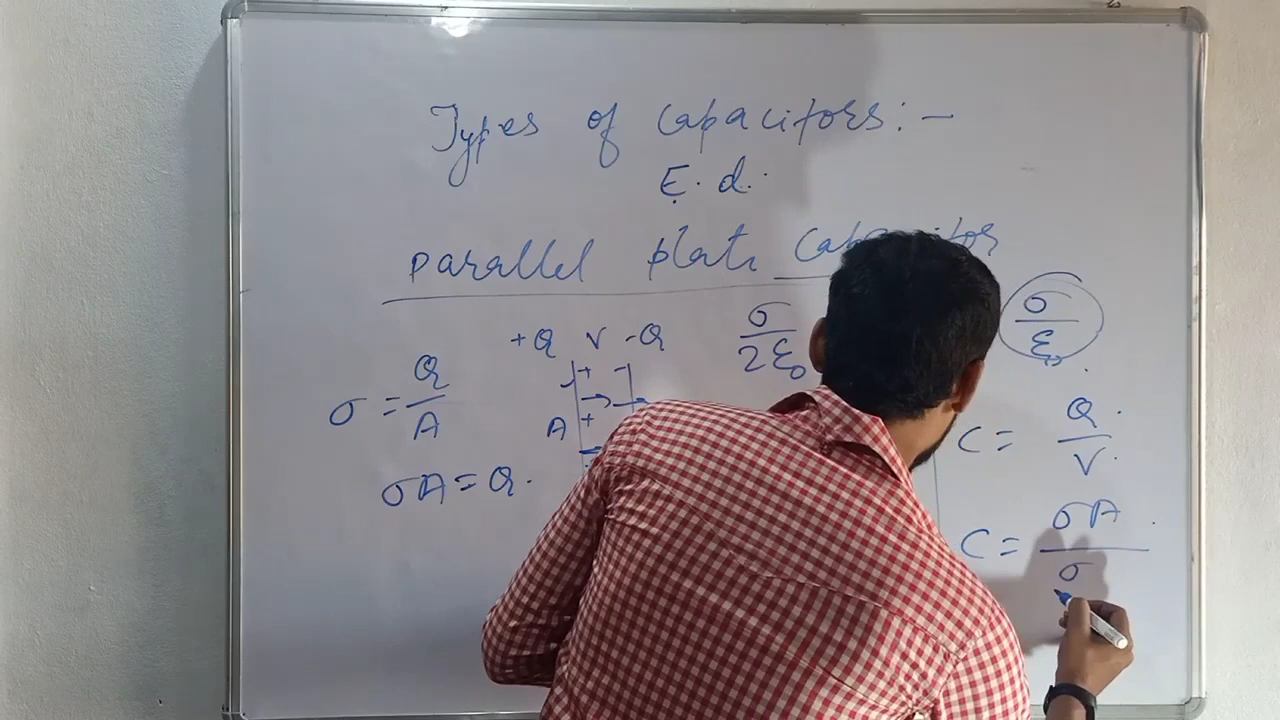 Types of capacitors:-
E.d.
parallel plate capacitor
σ/2ε₀
σ/ε₀
+Q V -Q
σ = Q/A
+ -
A +
σA = Q.
C = Q/V
C = σA/σ